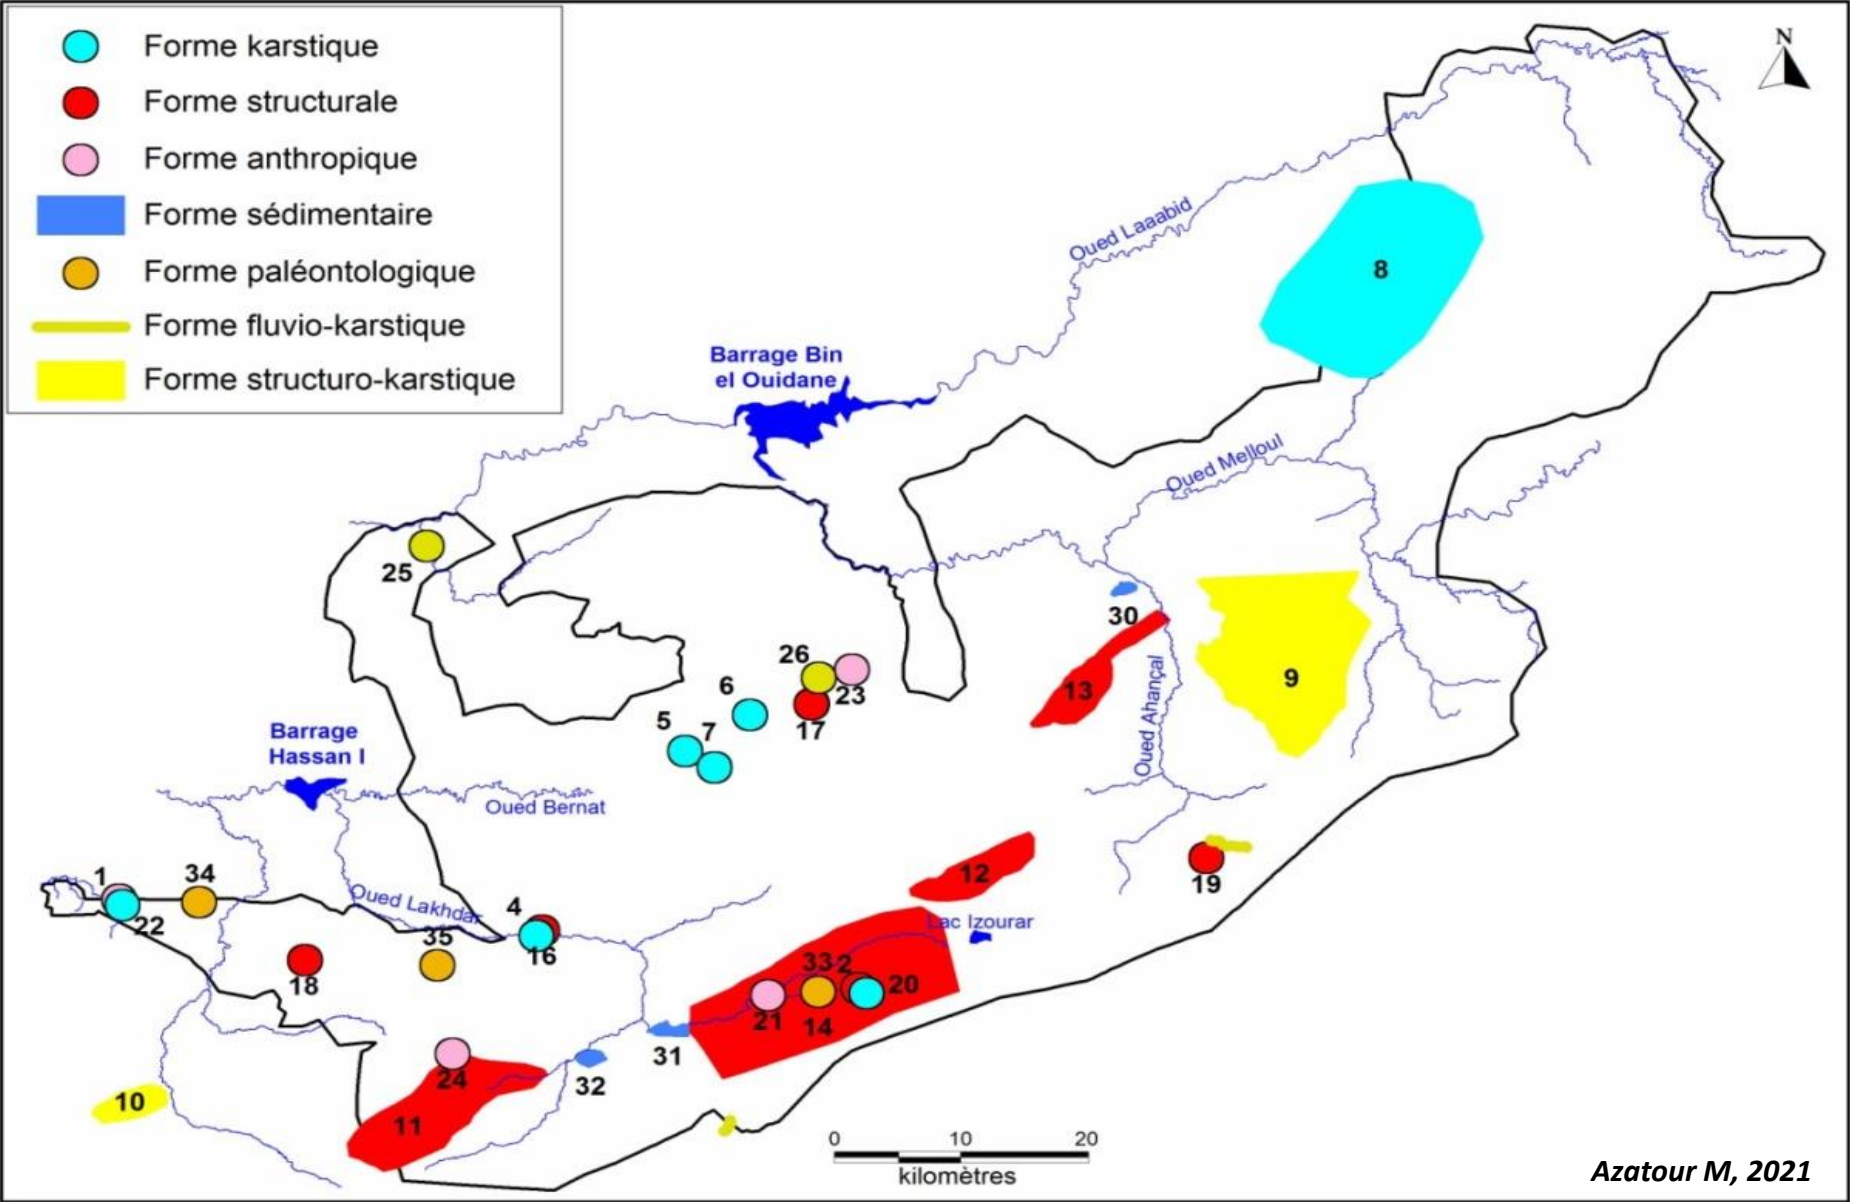 Forme karstique
Forme structurale
Forme anthropique
Forme sédimentaire
Forme paléontologique
Forme fluvio-karstique
Forme structuro-karstique
N
8
Oued Laaabid
Barrage Bin
el Ouidane
Oued Melloul
25
30
26
23
17
6
5
7
13
9
Oued Ahançal
Barrage
Hassan I
Oued Bernat
1
34
22
Oued Lakhdar
4
35
16
12
19
Lac Izourar
18
33
2
20
21
14
31
24
32
10
11
0
10
20
kilomètres
Azatour M, 2021